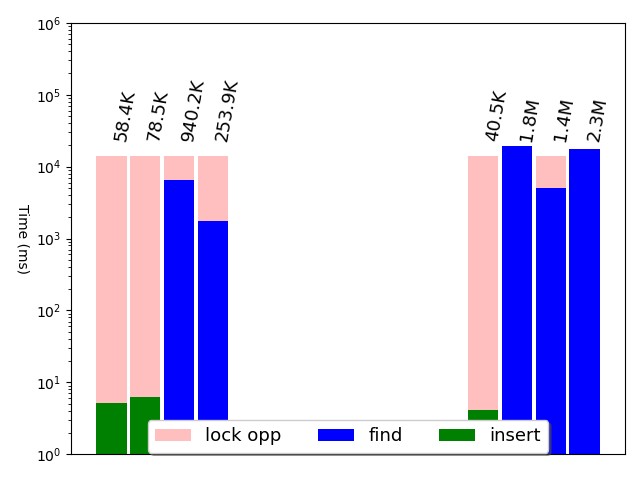 10^6
10^5
10^4
10^3
10^2
10^1
10^0
Time (ms)
58.4K
78.5K
940.2K
253.9K
40.5K
1.8M
1.4M
2.3M
lock opp
find
insert